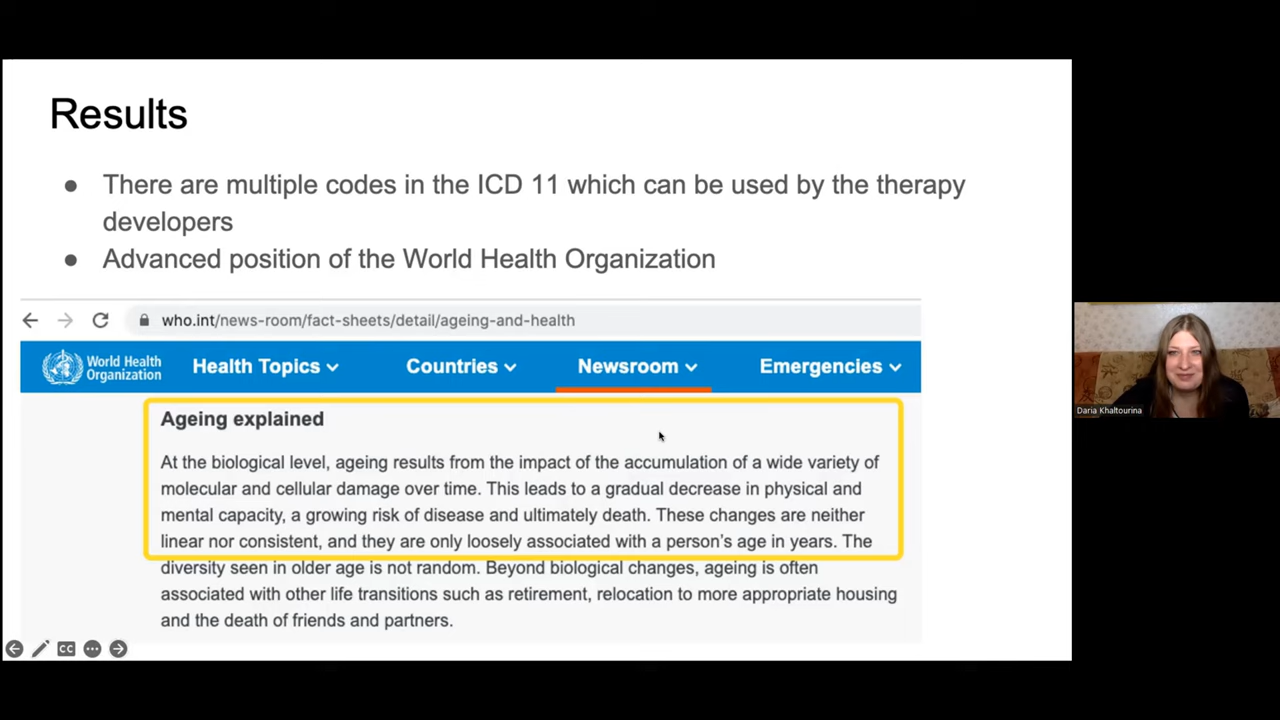 Results
● There are multiple codes in the ICD 11 which can be used by the therapy
developers
● Advanced position of the World Health Organization
who.int/news-room/fact-sheets/detail/ageing-and-health
World Health
Organization
Health Topics
Countries
Newsroom
Emergencies
Ageing explained
At the biological level, ageing results from the impact of the accumulation of a wide variety of
molecular and cellular damage over time. This leads to a gradual decrease in physical and
mental capacity, a growing risk of disease and ultimately death. These changes are neither
linear nor consistent, and they are only loosely associated with a person’s age in years. The
diversity seen in older age is not random. Beyond biological changes, ageing is often
associated with other life transitions such as retirement, relocation to more appropriate housing
and the death of friends and partners.
CC
Daria Khaltourina